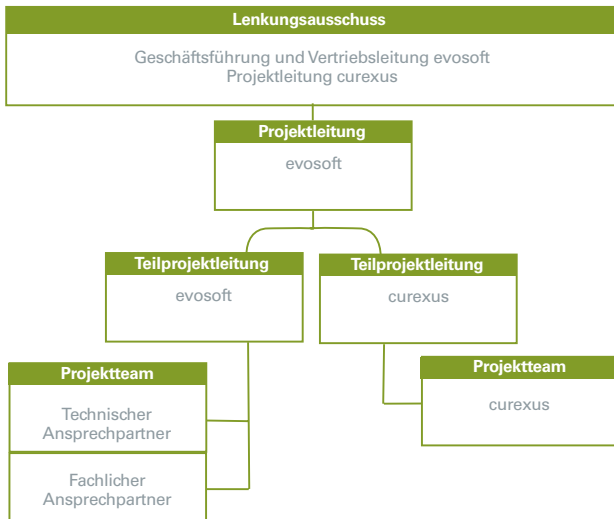 Lenkungsausschuss
Geschäftsführung und Vertriebsleitung evosoft
Projektleitung curexus
Projektleitung
evosoft
Teilprojektleitung
evosoft
Teilprojektleitung
curexus
Projektteam
Technischer
Ansprechpartner
Fachlicher
Ansprechpartner
Projektteam
curexus